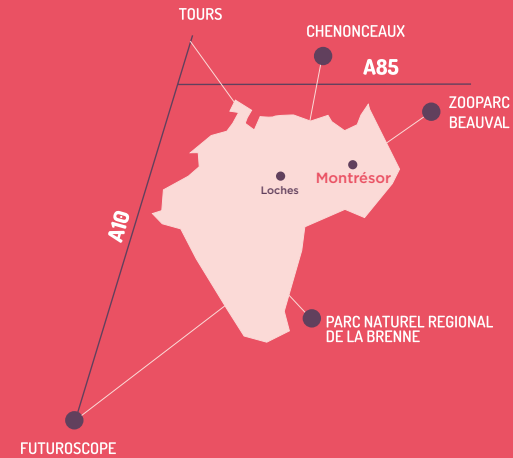 TOURS
CHENONCEAUX
A85
ZOOPARC
BEAUVAL
Montrésor
Loches
A10
PARC NATUREL REGIONAL
DE LA BRENNE
FUTUROSCOPE